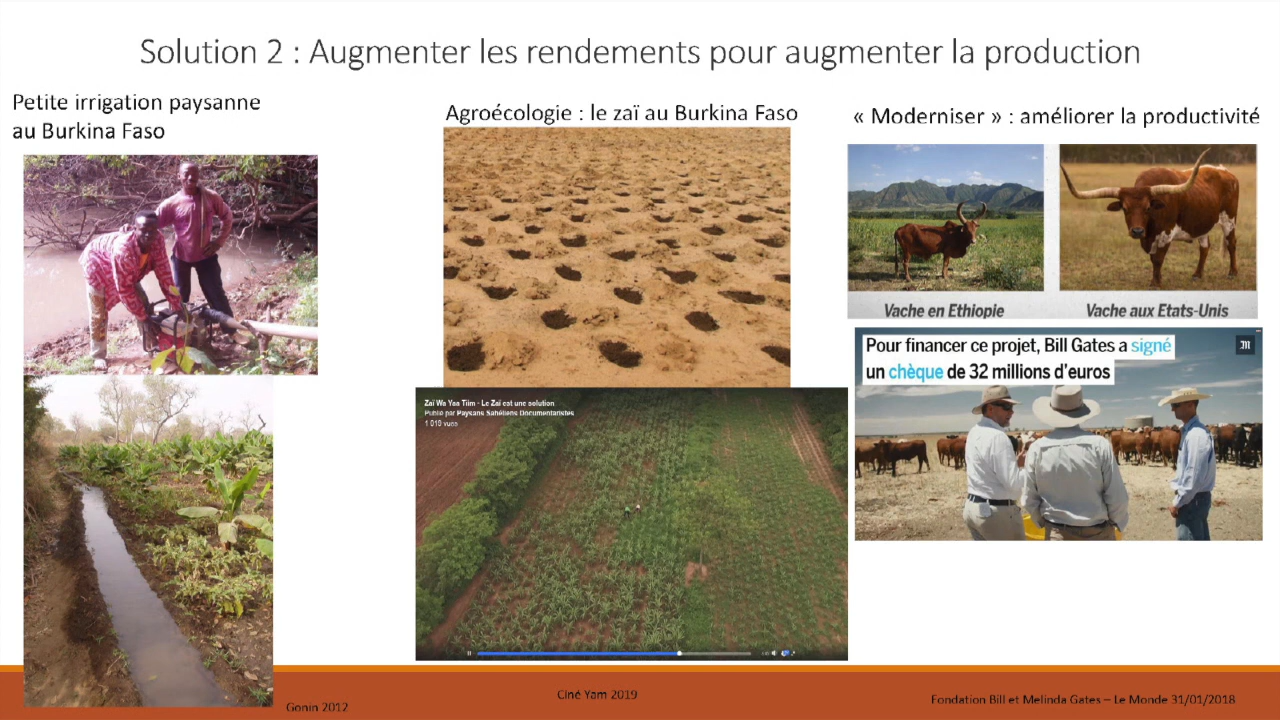 Solution 2 : Augmenter les rendements pour augmenter la production
Petite irrigation paysanne
au Burkina Faso
Agroécologie : le zaï au Burkina Faso
« Moderniser » : améliorer la productivité
Vache en Ethiopie
Vache aux Etats-Unis
Pour financer ce projet, Bill Gates a signé
un chèque de 32 millions d'euros
M
Zaï Wa Yaa Tiim - Le Zaï est une solution
Publié par Paysans Sahéliens Documentaristes
1 019 vues
Gonin 2012
Ciné Yam 2019
Fondation Bill et Melinda Gates – Le Monde 31/01/2018